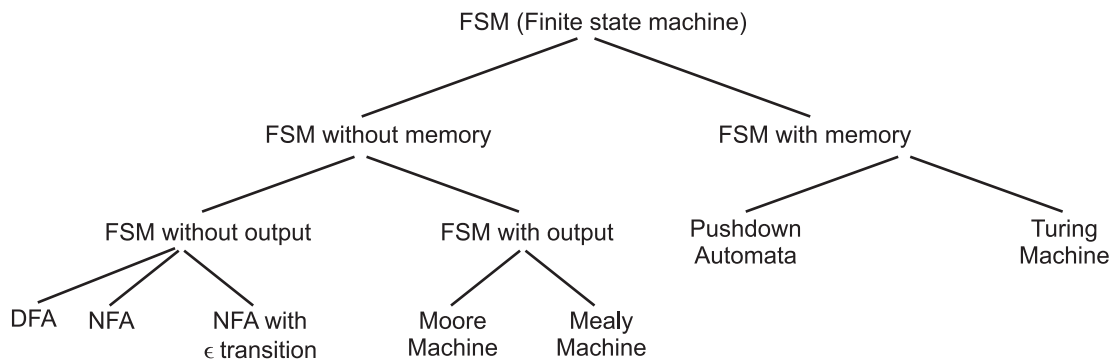 FSM (Finite state machine)
FSM without memory
FSM with memory
FSM without output
FSM with output
Pushdown
Automata
Turing
Machine
DFA
NFA
NFA with
ϵ transition
Moore
Machine
Mealy
Machine